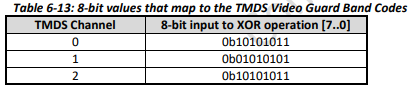 Table 6-13: 8-bit values that map to the TMDS Video Guard Band Codes
TMDS Channel 8-bit input to XOR operation [7..0]
0 0b10101011
1 0b01010101
2 0b10101011